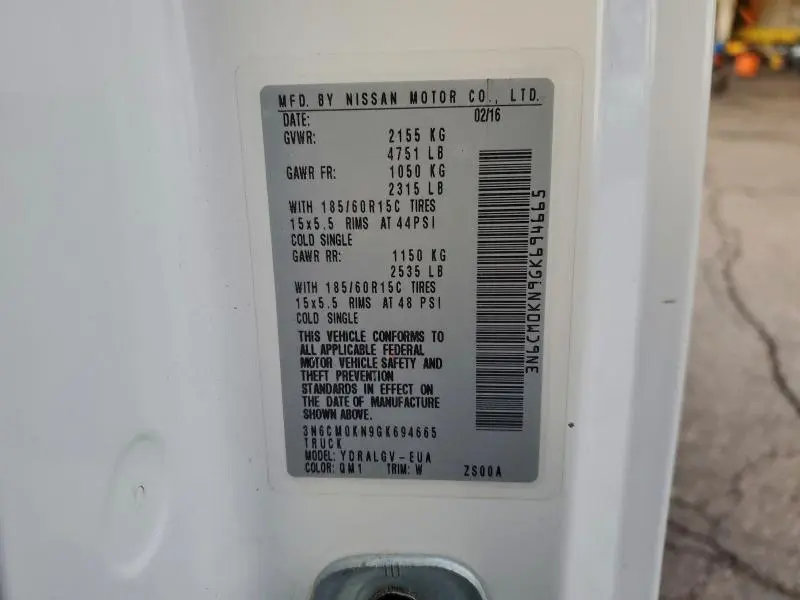 MFD. BY NISSAN MOTOR CO., LTD.
DATE: 02/16
GVWR: 2155 KG
4751 LB
GAWR FR: 1050 KG
2315 LB
WITH 185/60R15C TIRES
15x5.5 RIMS AT 44PSI
COLD SINGLE
GAWR RR: 1150 KG
2535 LB
WITH 185/60R15C TIRES
15x5.5 RIMS AT 48 PSI
COLD SINGLE
THIS VEHICLE CONFORMS TO
ALL APPLICABLE FEDERAL
MOTOR VEHICLE SAFETY AND
THEFT PREVENTION
STANDARDS IN EFFECT ON
THE DATE OF MANUFACTURE
SHOWN ABOVE.
3N6CM0KN9GK694665
TRUCK
MODEL: YDRALGV-EUA
COLOR: QM1 TRIM: W ZS00A
3N6CM0KN9GK694665